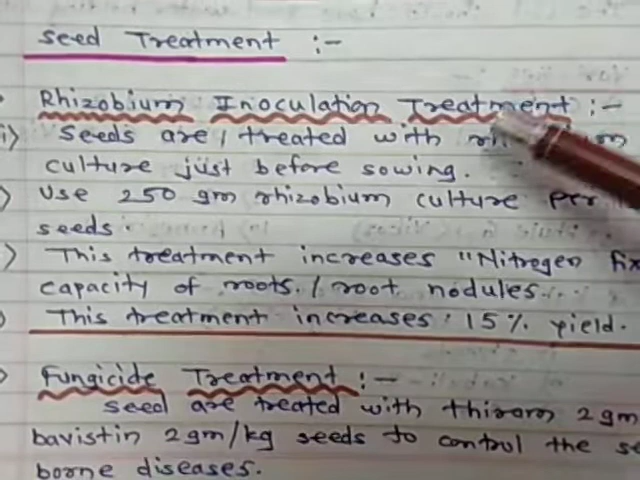 Seed Treatment :-
Rhizobium Inoculation Treatment :-
i) Seeds are / treated with
culture just before sowing.
) Use 250 gm rhizobium culture per
seeds.
) This treatment increases "Nitrogen fix
capacity of roots. / root nodules.
This treatment increases 15% yield.
Fungicide Treatment :-
seed are treated with thiram 2gm
bavistin 2gm/kg seeds to control the se
borne diseases.